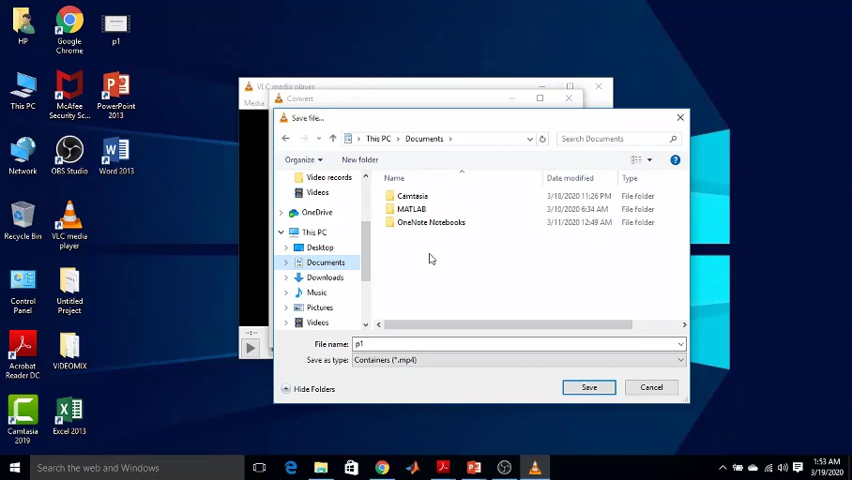 HP
Google
Chrome
p1
This PC
McAfee
Security Sc...
PowerPoint
2013
Network
OBS Studio
Word 2013
Recycle Bin
VLC media
player
Control
Panel
Untitled
Project
Acrobat
Reader DC
VIDEOMIX
Camtasia
2019
Excel 2013
VLC media player
Media
Convert
Save file...
This PC
Documents
Search Documents
Organize
New folder
Video records
Videos
OneDrive
This PC
Desktop
Documents
Downloads
Music
Pictures
Videos
Name
Date modified
Type
Camtasia
3/18/2020 11:26 PM
File folder
MATLAB
3/10/2020 6:34 AM
File folder
OneNote Notebooks
3/11/2020 12:49 AM
File folder
File name:
p1
Save as type:
Containers (*.mp4)
Hide Folders
Save
Cancel
Search the web and Windows
1:53 AM
3/19/2020